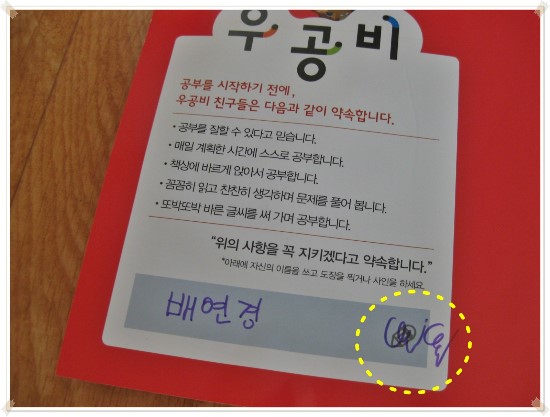 우공비
공부를 시작하기 전에,
우공비 친구들은 다음과 같이 약속합니다.
• 공부를 잘할 수 있다고 믿습니다.
• 매일 계획한 시간에 스스로 공부합니다.
• 책상에 바르게 앉아서 공부합니다.
• 꼼꼼히 읽고 찬찬히 생각하며 문제를 풀어 봅니다.
• 또박또박 바른 글씨를 써 가며 공부합니다.
“위의 사항을 꼭 지키겠다고 약속합니다.”
*아래에 자신의 이름을 쓰고 도장을 찍거나 사인을 하세요.
배연경